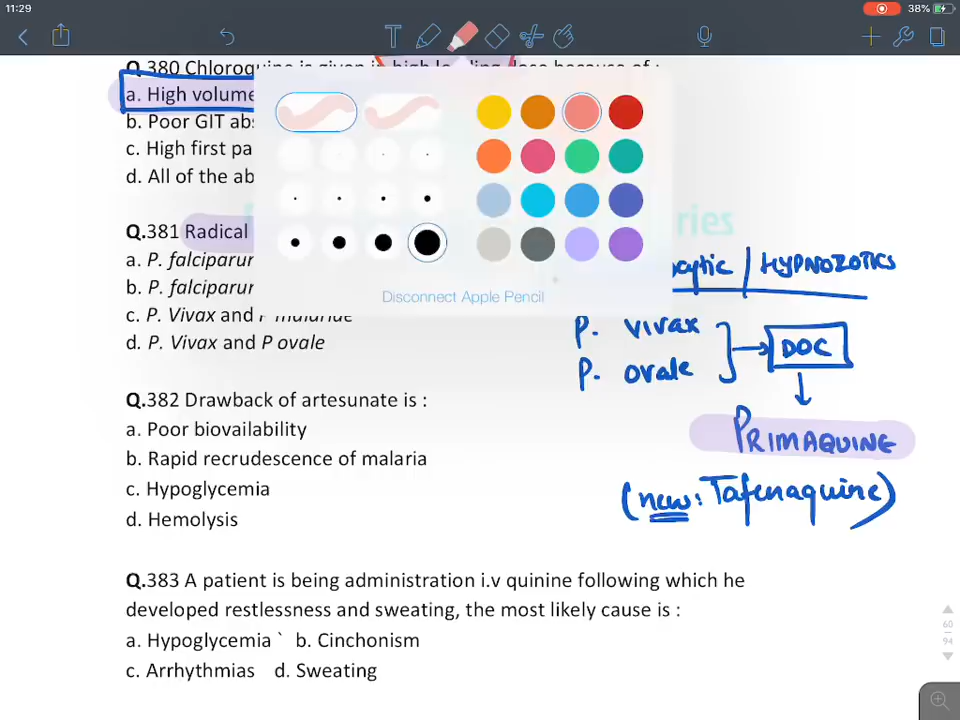 11:29
38%
Q.380 Chloroquine is given in high loading dose because of :
a. High volume
b. Poor GIT abs
c. High first pa
d. All of the ab
ries
Q.381 Radical
HYPNOZOTICS
a. P. falciparum
b. P. falciparum
Disconnect Apple Pencil
c. P. Vivax and P malariae
d. P. Vivax and P ovale
P. vivax
P. ovale
DOC
PRIMAQUINE
(new: Tafenaquine)
Q.382 Drawback of artesunate is :
a. Poor biovailability
b. Rapid recrudescence of malaria
c. Hypoglycemia
d. Hemolysis
Q.383 A patient is being administration i.v quinine following which he
developed restlessness and sweating, the most likely cause is :
a. Hypoglycemia ` b. Cinchonism
c. Arrhythmias d. Sweating
60
94